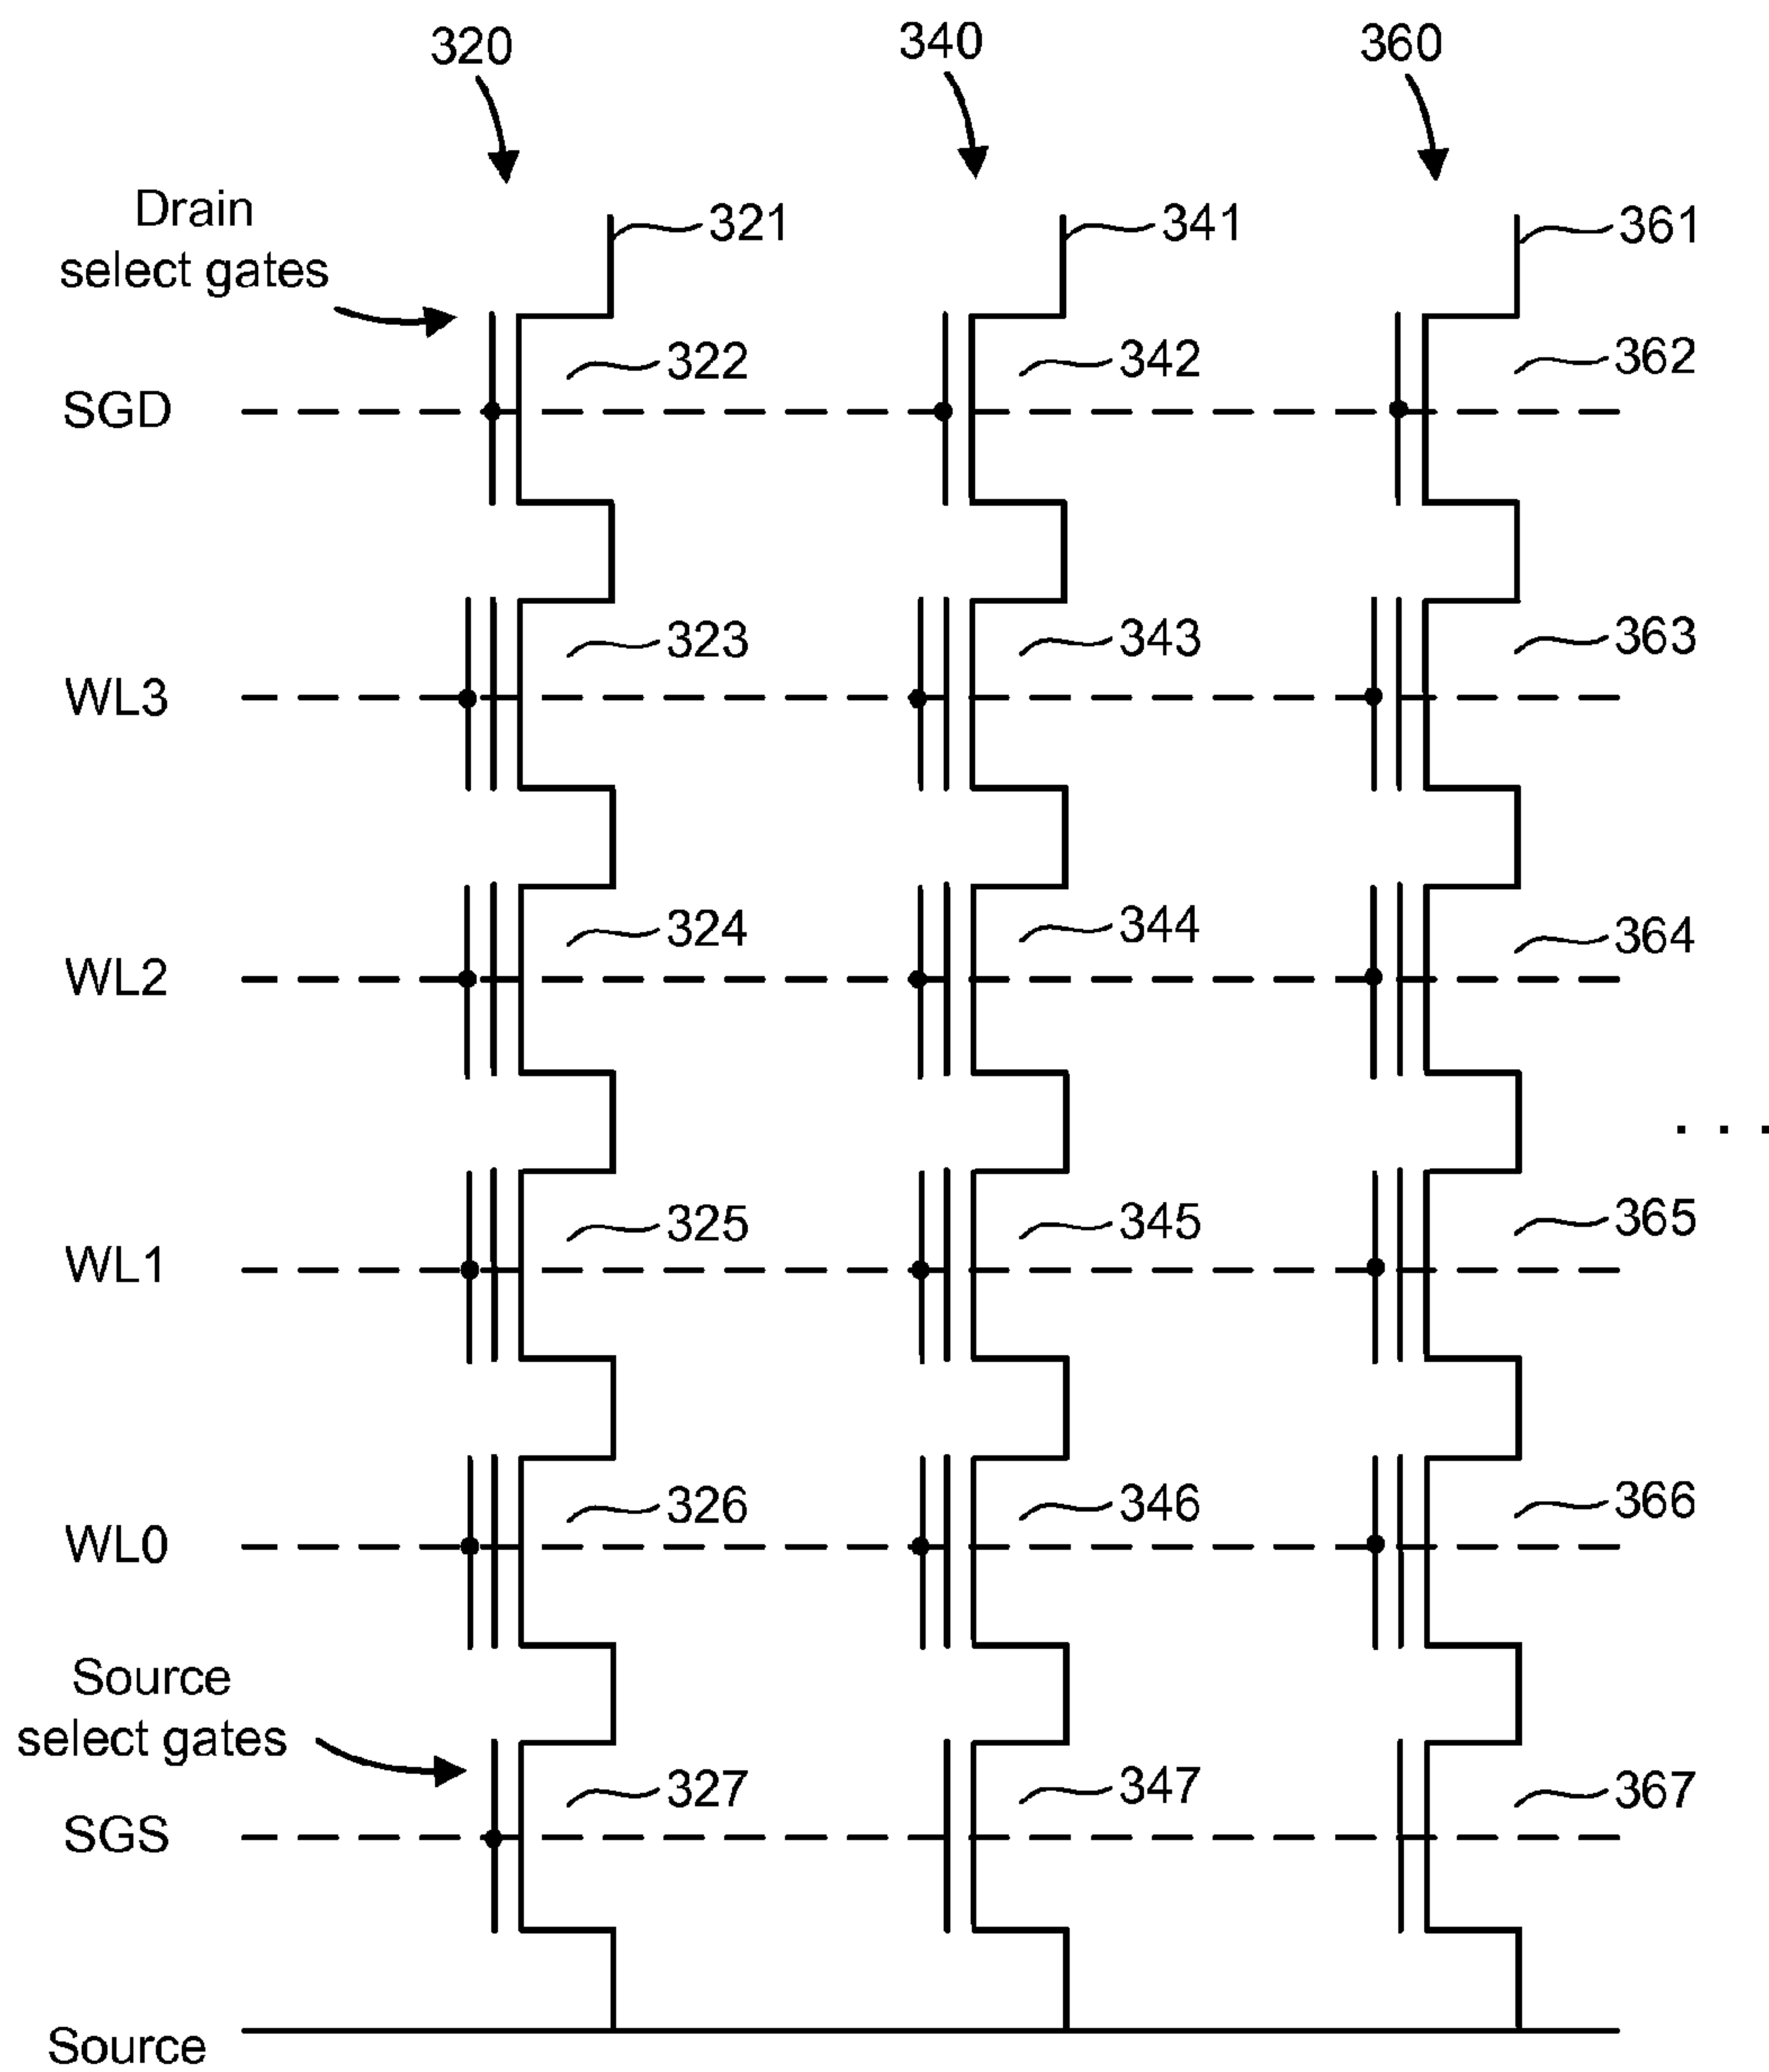 320 340 360
Drain
select gates
321 341 361
322 342 362
SGD
323 343 363
WL3
324 344 364
WL2
. . .
325 345 365
WL1
326 346 366
WL0
Source
select gates
327 347 367
SGS
Source